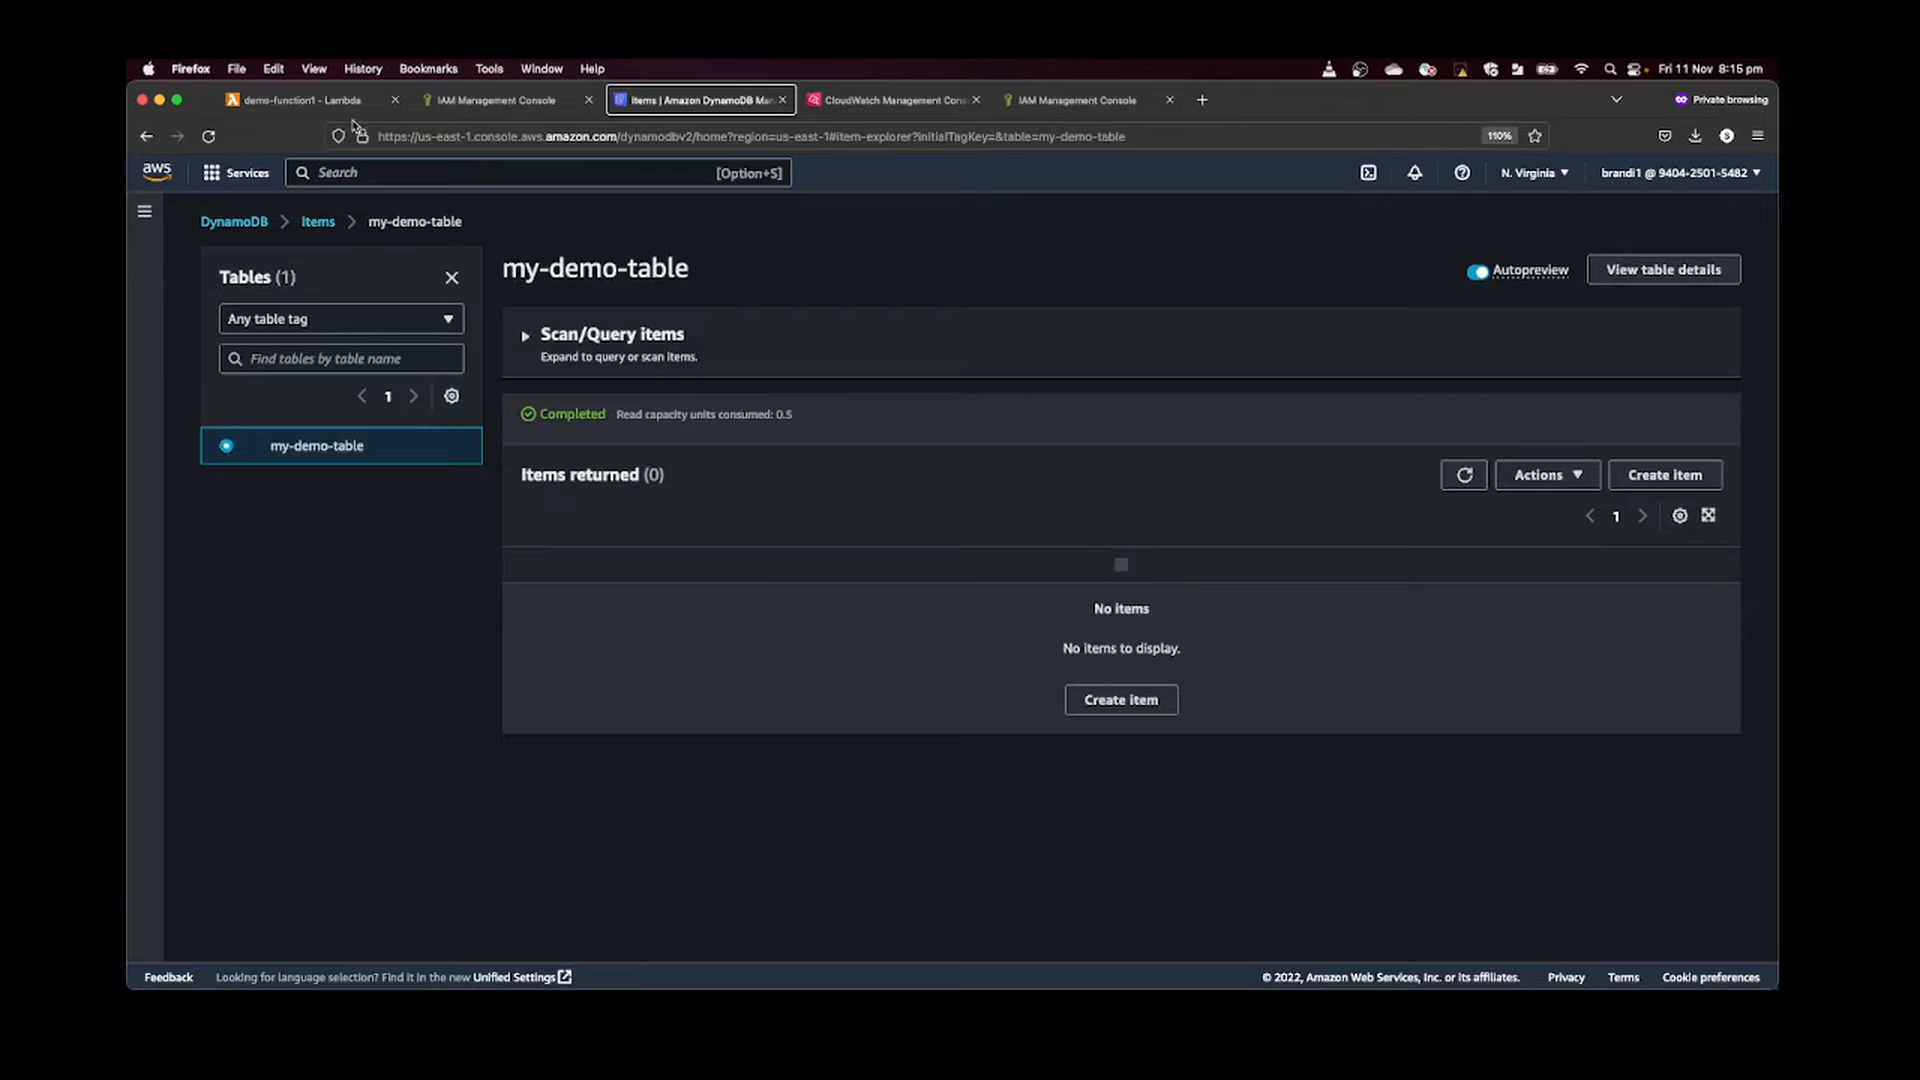 Firefox File Edit View History Bookmarks Tools Window Help Fri 11 Nov 8:15 pm
demo-function1 - Lambda IAM Management Console Items | Amazon DynamoDB Ma CloudWatch Management Con IAM Management Console Private browsing
https://us-east-1.console.aws.amazon.com/dynamodbv2/home?region=us-east-1#item-explorer?initialTagKey=&table=my-demo-table 110%
aws Services Search [Option+S] N. Virginia brandi1 @ 9404-2501-5482
DynamoDB Items my-demo-table
Tables (1)
Any table tag
Find tables by table name
1
my-demo-table
my-demo-table
Autopreview View table details
Scan/Query items
Expand to query or scan items.
Completed Read capacity units consumed: 0.5
Items returned (0)
Actions Create item
1
No items
No items to display.
Create item
Feedback Looking for language selection? Find it in the new Unified Settings © 2022, Amazon Web Services, Inc. or its affiliates. Privacy Terms Cookie preferences